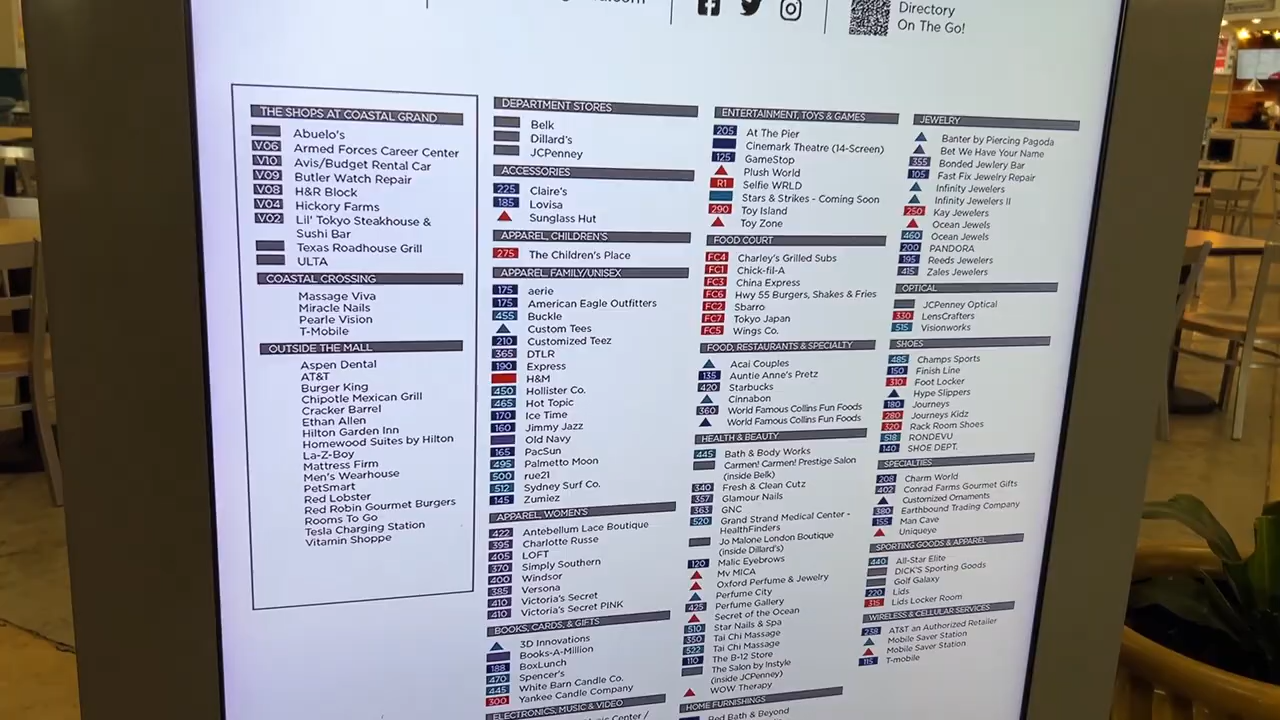 Directory
On The Go!
THE SHOPS AT COASTAL GRAND
Abuelo's
V06 Armed Forces Career Center
V10 Avis/Budget Rental Car
V09 Butler Watch Repair
V08 H&R Block
V04 Hickory Farms
V02 Lil' Tokyo Steakhouse &
Sushi Bar
Texas Roadhouse Grill
ULTA
COASTAL CROSSING
Massage Viva
Miracle Nails
Pearle Vision
T-Mobile
OUTSIDE THE MALL
Aspen Dental
AT&T
Burger King
Chipotle Mexican Grill
Cracker Barrel
Ethan Allen
Hilton Garden Inn
Homewood Suites by Hilton
La-Z-Boy
Mattress Firm
Men's Wearhouse
PetSmart
Red Lobster
Red Robin Gourmet Burgers
Rooms To Go
Tesla Charging Station
Vitamin Shoppe
DEPARTMENT STORES
Belk
Dillard's
JCPenney
ACCESSORIES
225 Claire's
185 Lovisa
Sunglass Hut
APPAREL, CHILDREN'S
275 The Children's Place
APPAREL, FAMILY/UNISEX
175 aerie
175 American Eagle Outfitters
455 Buckle
Custom Tees
210 Customized Teez
365 DTLR
190 Express
H&M
450 Hollister Co.
465 Hot Topic
170 Ice Time
160 Jimmy Jazz
Old Navy
165 PacSun
495 Palmetto Moon
500 rue21
512 Sydney Surf Co.
145 Zumiez
APPAREL, WOMEN'S
422 Antebellum Lace Boutique
395 Charlotte Russe
405 LOFT
370 Simply Southern
400 Windsor
385 Versona
410 Victoria's Secret
410 Victoria's Secret PINK
BOOKS, CARDS, & GIFTS
3D Innovations
Books-A-Million
188 BoxLunch
470 Spencer's
445 White Barn Candle Co.
300 Yankee Candle Company
ELECTRONICS, MUSIC & VIDEO
Center /
ENTERTAINMENT, TOYS & GAMES
205 At The Pier
Cinemark Theatre (14-Screen)
125 GameStop
Plush World
R1 Selfie WRLD
Stars & Strikes - Coming Soon
290 Toy Island
Toy Zone
FOOD COURT
FC4 Charley's Grilled Subs
FC1 Chick-fil-A
FC3 China Express
FC6 Hwy 55 Burgers, Shakes & Fries
FC2 Sbarro
FC7 Tokyo Japan
FC5 Wings Co.
FOOD, RESTAURANTS & SPECIALTY
Acai Couples
135 Auntie Anne's Pretz
420 Starbucks
Cinnabon
360 World Famous Collins Fun Foods
World Famous Collins Fun Foods
HEALTH & BEAUTY
445 Bath & Body Works
Carmen! Carmen! Prestige Salon
(inside Belk)
340 Fresh & Clean Cutz
357 Glamour Nails
363 GNC
520 Grand Strand Medical Center -
HealthFinders
Jo Malone London Boutique
(inside Dillard's)
120 Malic Eyebrows
My MICA
Oxford Perfume & Jewelry
Perfume City
425 Perfume Gallery
Secret of the Ocean
510 Star Nails & Spa
350 Tai Chi Massage
522 Tai Chi Massage
110 The B-12 Store
The Salon by Instyle
(inside JCPenney)
WOW Therapy
HOME FURNISHINGS
Bed Bath & Beyond
JEWELRY
Banter by Piercing Pagoda
Bet We Have Your Name
355 Bonded Jewlery Bar
105 Fast Fix Jewelry Repair
Infinity Jewelers
Infinity Jewelers II
250 Kay Jewelers
Ocean Jewels
460 Ocean Jewels
200 PANDORA
195 Reeds Jewelers
415 Zales Jewelers
OPTICAL
JCPenney Optical
330 LensCrafters
515 Visionworks
SHOES
485 Champs Sports
150 Finish Line
310 Foot Locker
Hype Slippers
180 Journeys
280 Journeys Kidz
320 Rack Room Shoes
518 RONDEVU
140 SHOE DEPT.
SPECIALTIES
208 Charm World
402 Conrad Farms Gourmet Gifts
Customized Ornaments
380 Earthbound Trading Company
155 Man Cave
Uniqueye
SPORTING GOODS & APPAREL
440 All-Star Elite
DICK'S Sporting Goods
Golf Galaxy
220 Lids
315 Lids Locker Room
WIRELESS & CELLULAR SERVICES
238 AT&T an Authorized Retailer
Mobile Saver Station
Mobile Saver Station
115 T-mobile